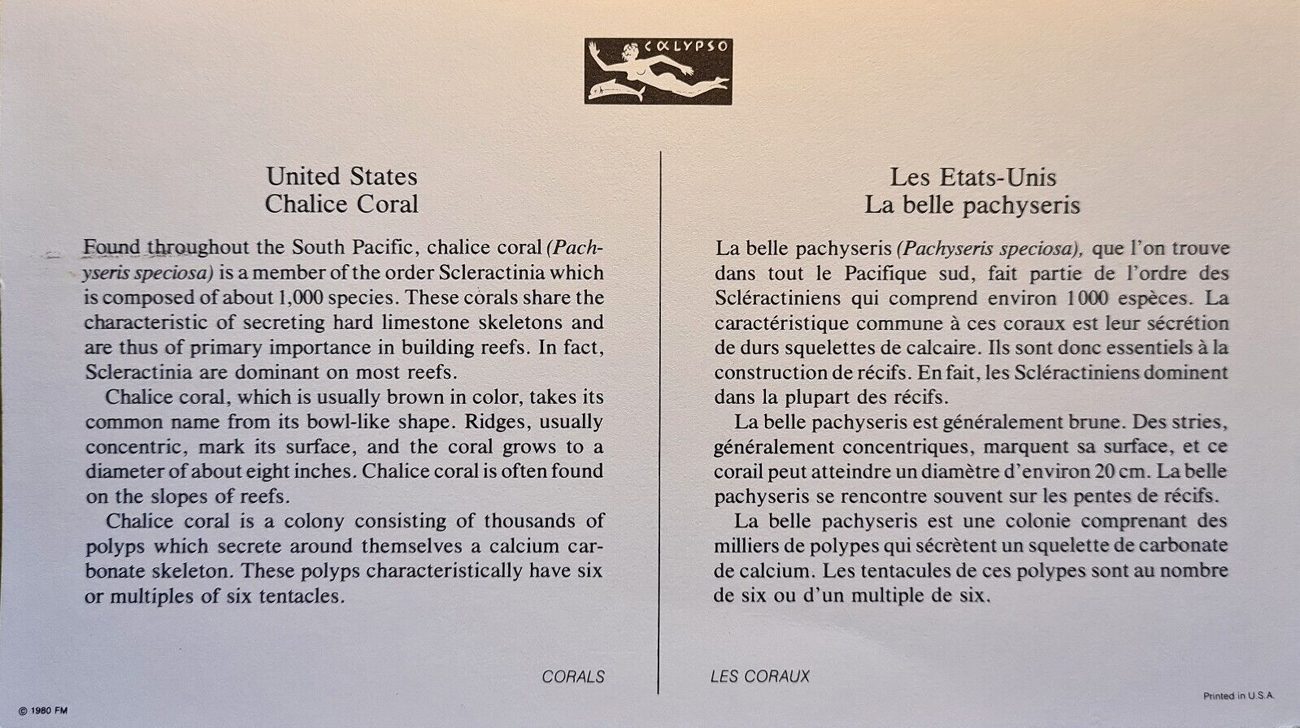 CALYPSO
United States
Chalice Coral
Found throughout the South Pacific, chalice coral (Pach-
yseris speciosa) is a member of the order Scleractinia which
is composed of about 1,000 species. These corals share the
characteristic of secreting hard limestone skeletons and
are thus of primary importance in building reefs. In fact,
Scleractinia are dominant on most reefs.
Chalice coral, which is usually brown in color, takes its
common name from its bowl-like shape. Ridges, usually
concentric, mark its surface, and the coral grows to a
diameter of about eight inches. Chalice coral is often found
on the slopes of reefs.
Chalice coral is a colony consisting of thousands of
polyps which secrete around themselves a calcium car-
bonate skeleton. These polyps characteristically have six
or multiples of six tentacles.
CORALS
© 1980 FM
Les Etats-Unis
La belle pachyseris
La belle pachyseris (Pachyseris speciosa), que l'on trouve
dans tout le Pacifique sud, fait partie de l'ordre des
Scléractiniens qui comprend environ 1000 espèces. La
caractéristique commune à ces coraux est leur sécrétion
de durs squelettes de calcaire. Ils sont donc essentiels à la
construction de récifs. En fait, les Scléractiniens dominent
dans la plupart des récifs.
La belle pachyseris est généralement brune. Des stries,
généralement concentriques, marquent sa surface, et ce
corail peut atteindre un diamètre d'environ 20 cm. La belle
pachyseris se rencontre souvent sur les pentes de récifs.
La belle pachyseris est une colonie comprenant des
milliers de polypes qui sécrètent un squelette de carbonate
de calcium. Les tentacules de ces polypes sont au nombre
de six ou d'un multiple de six.
LES CORAUX
Printed in U.S.A.